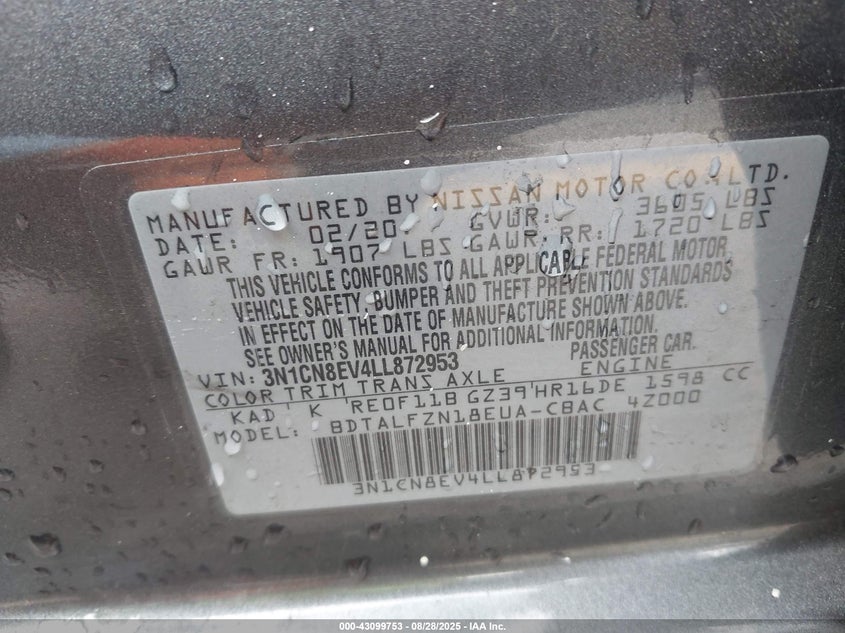 MANUFACTURED BY NISSAN MOTOR CO., LTD.
DATE: 02/20 GVWR: 3605 LBS
GAWR FR: 1907 LBS GAWR. RR: 1720 LBS
THIS VEHICLE CONFORMS TO ALL APPLICABLE FEDERAL MOTOR
VEHICLE SAFETY, BUMPER AND THEFT PREVENTION STANDARDS
IN EFFECT ON THE DATE OF MANUFACTURE SHOWN ABOVE.
SEE OWNER'S MANUAL FOR ADDITIONAL INFORMATION.
VIN: 3N1CN8EV4LL872953 PASSENGER CAR.
COLOR TRIM TRANS AXLE ENGINE
KAD K RE0F11B GZ39 HR16DE 1598 CC
MODEL: BDTALFZN18EUA-CBAC 4Z000
3N1CN8EV4LL872953
000-43099753 / 08/28/2025 - IAA Inc.